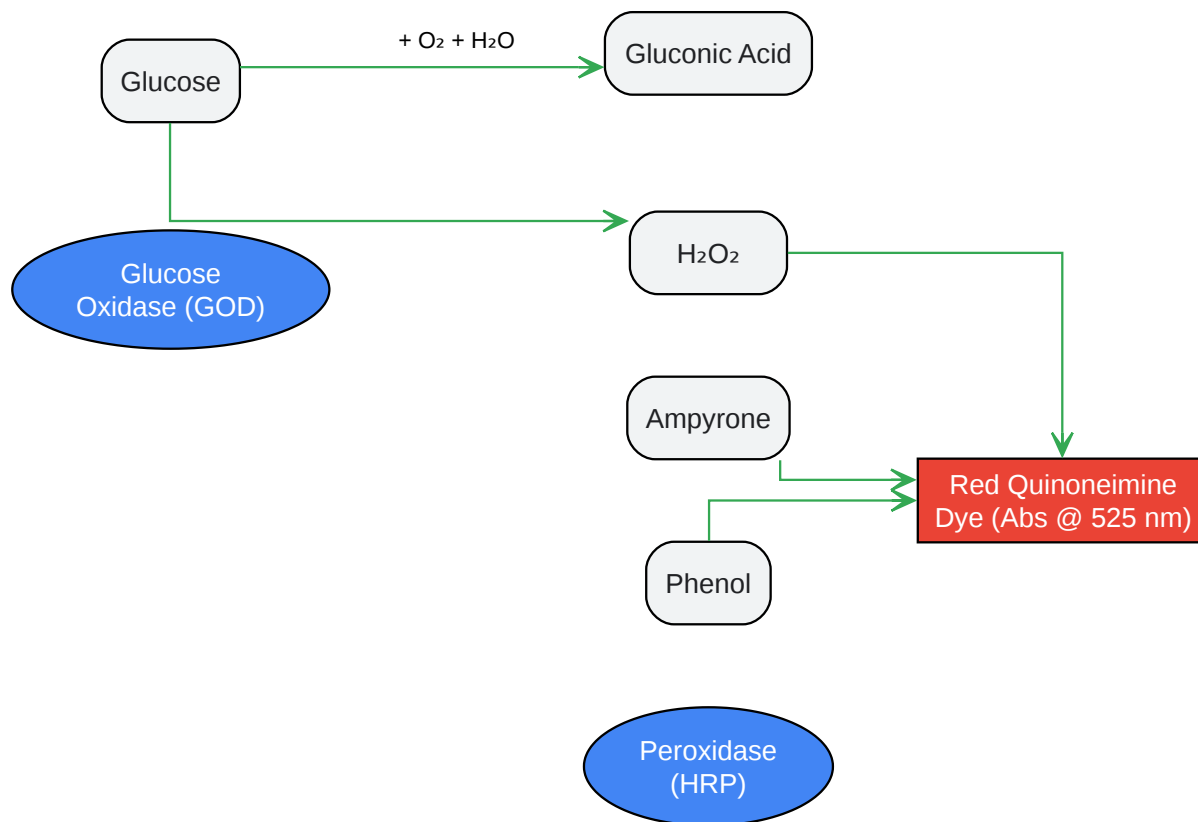 + O₂ + H₂O
Glucose
Gluconic Acid
Glucose
Oxidase (GOD)
H₂O₂
Ampyrone
Red Quinoneimine
Dye (Abs @ 525 nm)
Phenol
Peroxidase
(HRP)